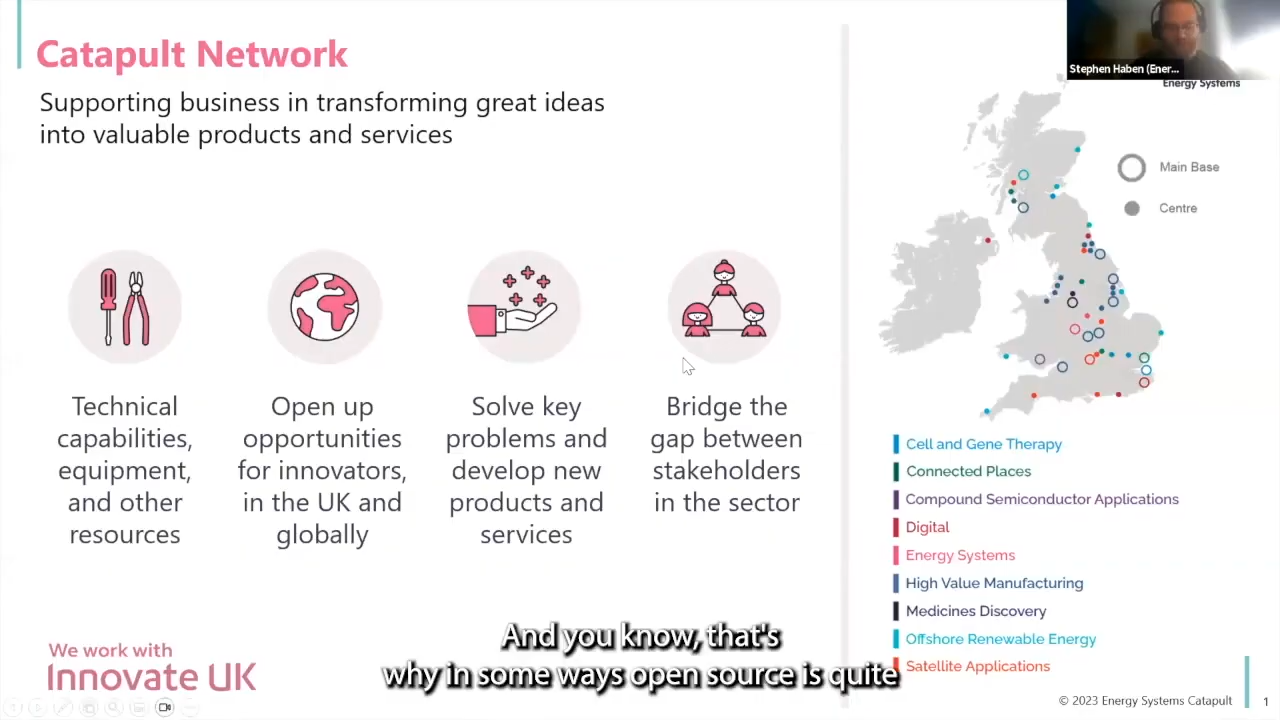 Catapult Network
Supporting business in transforming great ideas
into valuable products and services
Technical
capabilities,
equipment,
and other
resources
Open up
opportunities
for innovators,
in the UK and
globally
Solve key
problems and
develop new
products and
services
Bridge the
gap between
stakeholders
in the sector
We work with
Innovate UK
Stephen Haben (Ener...
Energy Systems
Main Base
Centre
Cell and Gene Therapy
Connected Places
Compound Semiconductor Applications
Digital
Energy Systems
High Value Manufacturing
Medicines Discovery
Offshore Renewable Energy
Satellite Applications
And you know, that's
why in some ways open source is quite
© 2023 Energy Systems Catapult
1